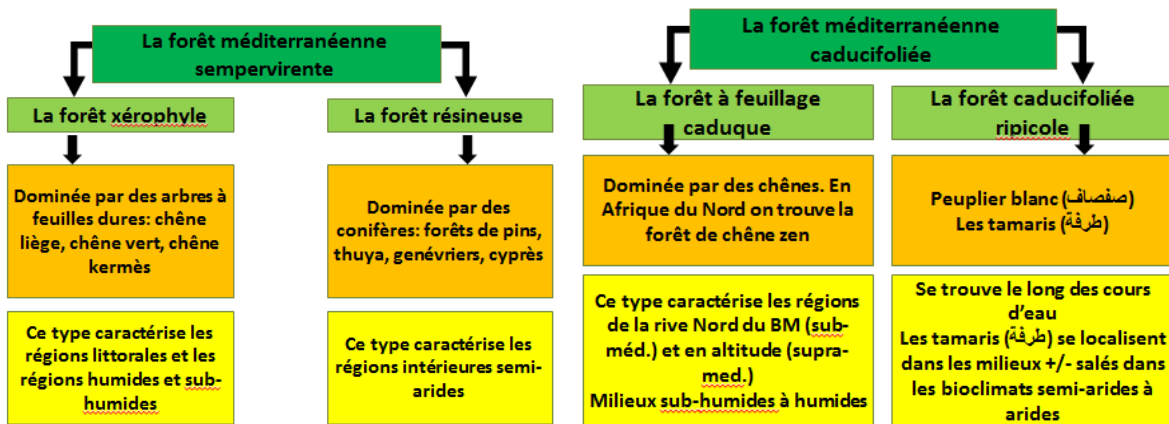 La forêt méditerranéenne
sempervirente
La forêt xérophyle
Dominée par des arbres à
feuilles dures: chêne
liège, chêne vert, chêne
kermès
Ce type caractérise les
régions littorales et les
régions humides et sub-
humides
La forêt résineuse
Dominée par des
conifères: forêts de pins,
thuya, genévriers, cyprès
Ce type caractérise les
régions intérieures semi-
arides
La forêt méditerranéenne
caducifoliée
La forêt à feuillage
caduque
Dominée par des chênes. En
Afrique du Nord on trouve la
forêt de chêne zen
Ce type caractérise les régions
de la rive Nord du BM (sub-
méd.) et en altitude (supra-
med.)
Milieux sub-humides à humides
La forêt caducifoliée
ripicole
Peuplier blanc (صفصاف)
Les tamaris (طرفة)
Se trouve le long des cours
d'eau
Les tamaris (طرفة) se localisent
dans les milieux +/- salés dans
les bioclimats semi-arides à
arides